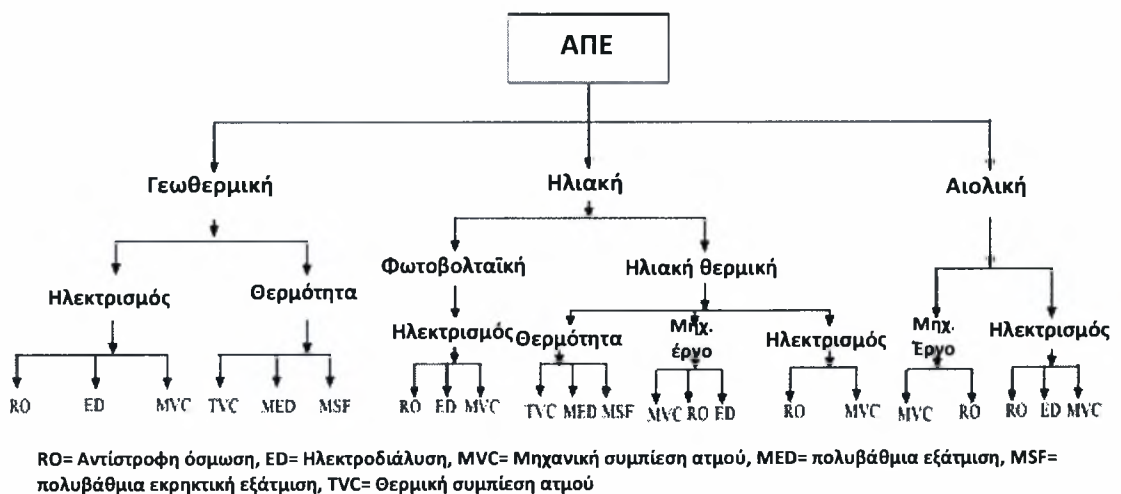 ΑΠΕ
Γεωθερμική Ηλιακή Αιολική
Φωτοβολταϊκή Ηλιακή θερμική
Ηλεκτρισμός Θερμότητα
Ηλεκτρισμός Θερμότητα Μηχ. έργο Ηλεκτρισμός Μηχ. Έργο Ηλεκτρισμός
RO ED MVC TVC MED MSF RO ED MVC TVC MED MSF MVC RO ED RO MVC MVC RO RO ED MVC
RO= Αντίστροφη όσμωση, ED= Ηλεκτροδιάλυση, MVC= Μηχανική συμπίεση ατμού, MED= πολυβάθμια εξάτμιση, MSF=
πολυβάθμια εκρηκτική εξάτμιση, TVC= Θερμική συμπίεση ατμού